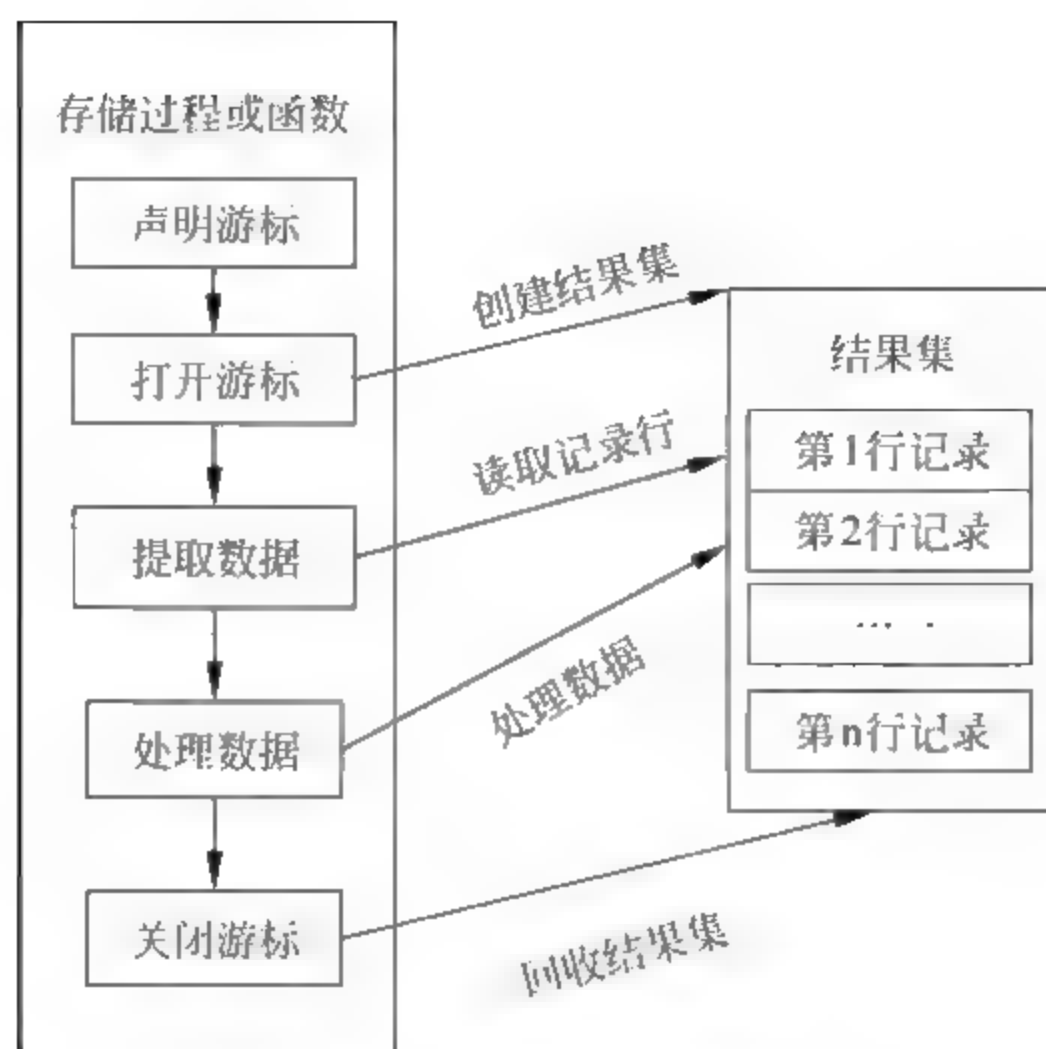 存储过程或函数
声明游标
打开游标
提取数据
处理数据
关闭游标
创建结果集
读取记录行
处理数据
回收结果集
结果集
第1行记录
第2行记录
.... .
第n行记录